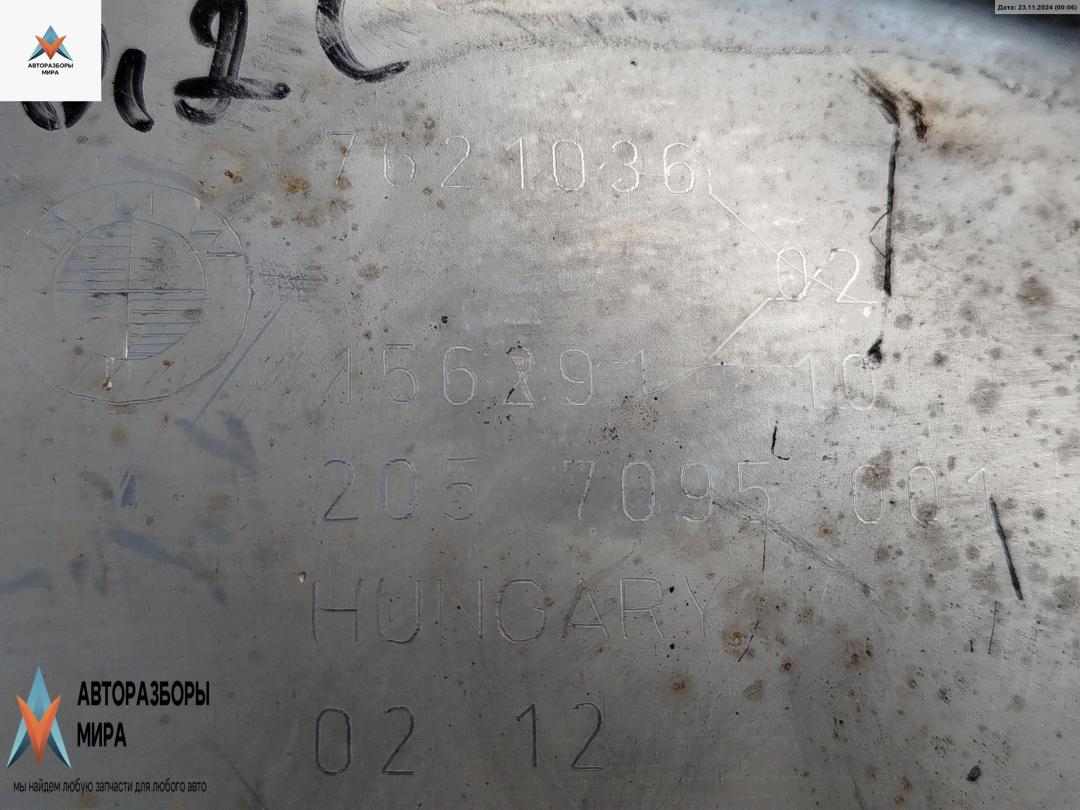 АВТОРАЗБОРЫ
МИРА
Дата: 23.11.2024 (00:06)
7621036
02
BMW
156291 10
205 7095 001
HUNGARY
02 12
АВТОРАЗБОРЫ
МИРА
мы найдем любую запчасти для любого авто